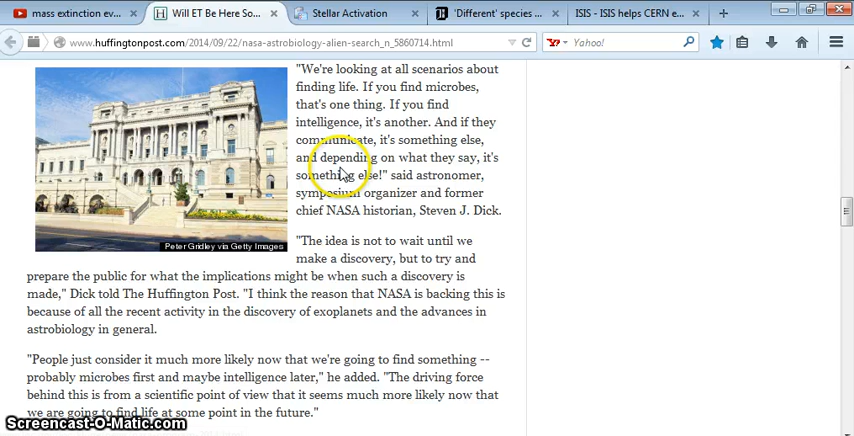 mass extinction ev...
Will ET Be Here So...
Stellar Activation
'Different' species ...
ISIS - ISIS helps CERN e...
www.huffingtonpost.com/2014/09/22/nasa-astrobiology-alien-search_n_5860714.html
Yahoo!
"We're looking at all scenarios about
finding life. If you find microbes,
that's one thing. If you find
intelligence, it's another. And if they
communicate, it's something else,
and depending on what they say, it's
something else!" said astronomer,
symposium organizer and former
chief NASA historian, Steven J. Dick.
Peter Gridley via Getty Images
"The idea is not to wait until we
make a discovery, but to try and
prepare the public for what the implications might be when such a discovery is
made," Dick told The Huffington Post. "I think the reason that NASA is backing this is
because of all the recent activity in the discovery of exoplanets and the advances in
astrobiology in general.
"People just consider it much more likely now that we're going to find something --
probably microbes first and maybe intelligence later," he added. "The driving force
behind this is from a scientific point of view that it seems much more likely now that
we are going to find life at some point in the future."
Screencast-O-Matic.com